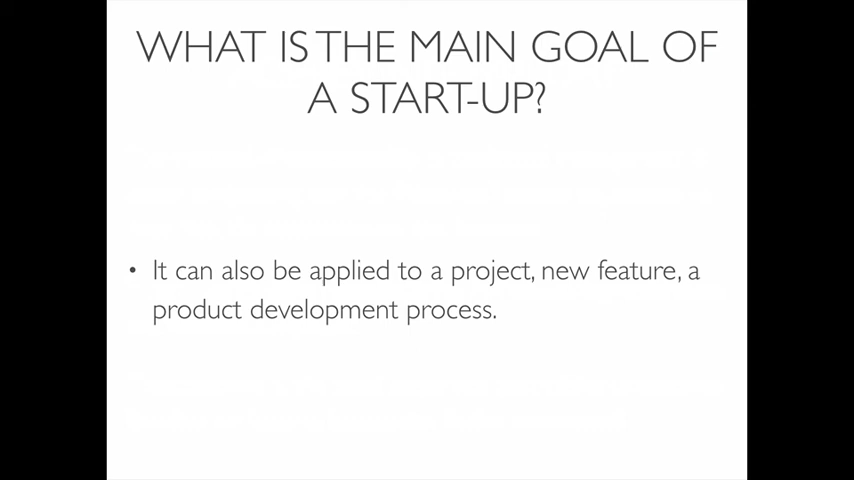 WHAT IS THE MAIN GOAL OF
A START-UP?
• It can also be applied to a project, new feature, a
product development process.